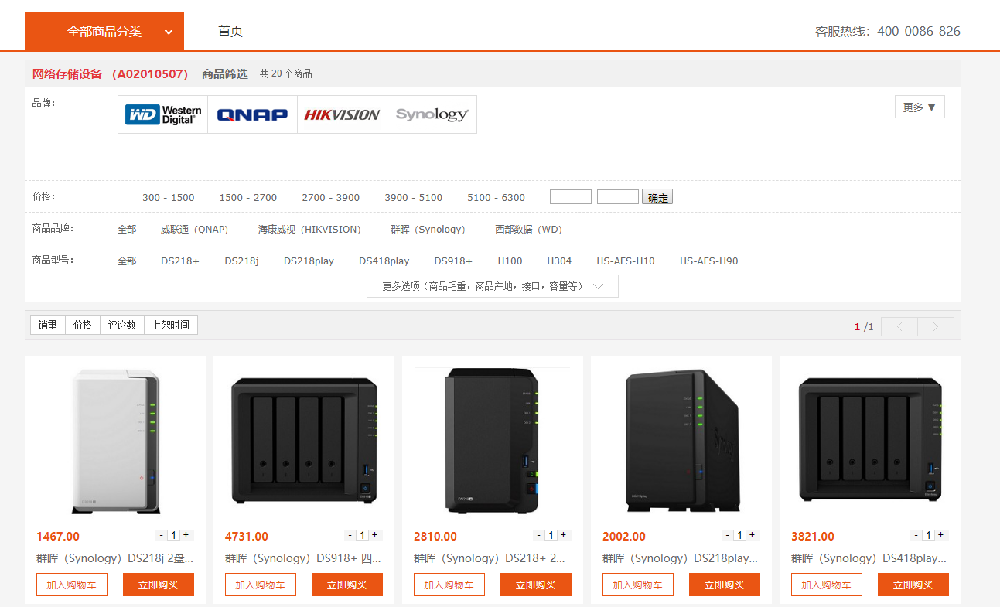 全部商品分类 首页 客服热线：400-0086-826
网络存储设备 （A02010507） 商品筛选 共 20 个商品
品牌： WD Western Digital QNAP HIKVISION Synology 更多 ▼
价格： 300 - 1500 1500 - 2700 2700 - 3900 3900 - 5100 5100 - 6300 - 确定
商品品牌： 全部 威联通（QNAP） 海康威视（HIKVISION） 群晖（Synology） 西部数据（WD）
商品型号： 全部 DS218+ DS218j DS218play DS418play DS918+ H100 H304 HS-AFS-H10 HS-AFS-H90
更多选项（商品毛重，商品产地，接口，容量等）
销量 价格 评论数 上架时间 1 /1
1467.00 - 1 + 4731.00 - 1 + 2810.00 - 1 + 2002.00 - 1 + 3821.00 - 1 +
群晖（Synology）DS218j 2盘... 群晖（Synology）DS918+ 四... 群晖（Synology）DS218+ 2... 群晖（Synology）DS218play... 群晖（Synology）DS418play...
加入购物车 立即购买 加入购物车 立即购买 加入购物车 立即购买 加入购物车 立即购买 加入购物车 立即购买